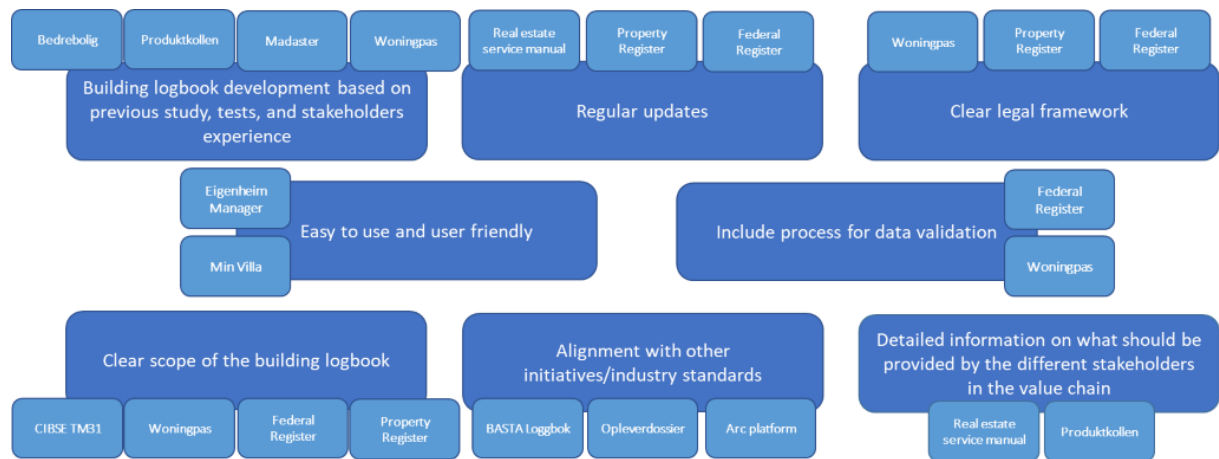 Bedrebolig
Produktkollen
Madaster
Woningpas
Building logbook development based on
previous study, tests, and stakeholders
experience
Real estate
service manual
Property
Register
Federal
Register
Regular updates
Woningpas
Property
Register
Federal
Register
Clear legal framework
Eigenheim
Manager
Easy to use and user friendly
Min Villa
Federal
Register
Include process for data validation
Woningpas
Clear scope of the building logbook
CIBSE TM31
Woningpas
Federal
Register
Property
Register
Alignment with other
initiatives/industry standards
BASTA Loggbok
Opleverdossier
Arc platform
Detailed information on what should be
provided by the different stakeholders
in the value chain
Real estate
service manual
Produktkollen